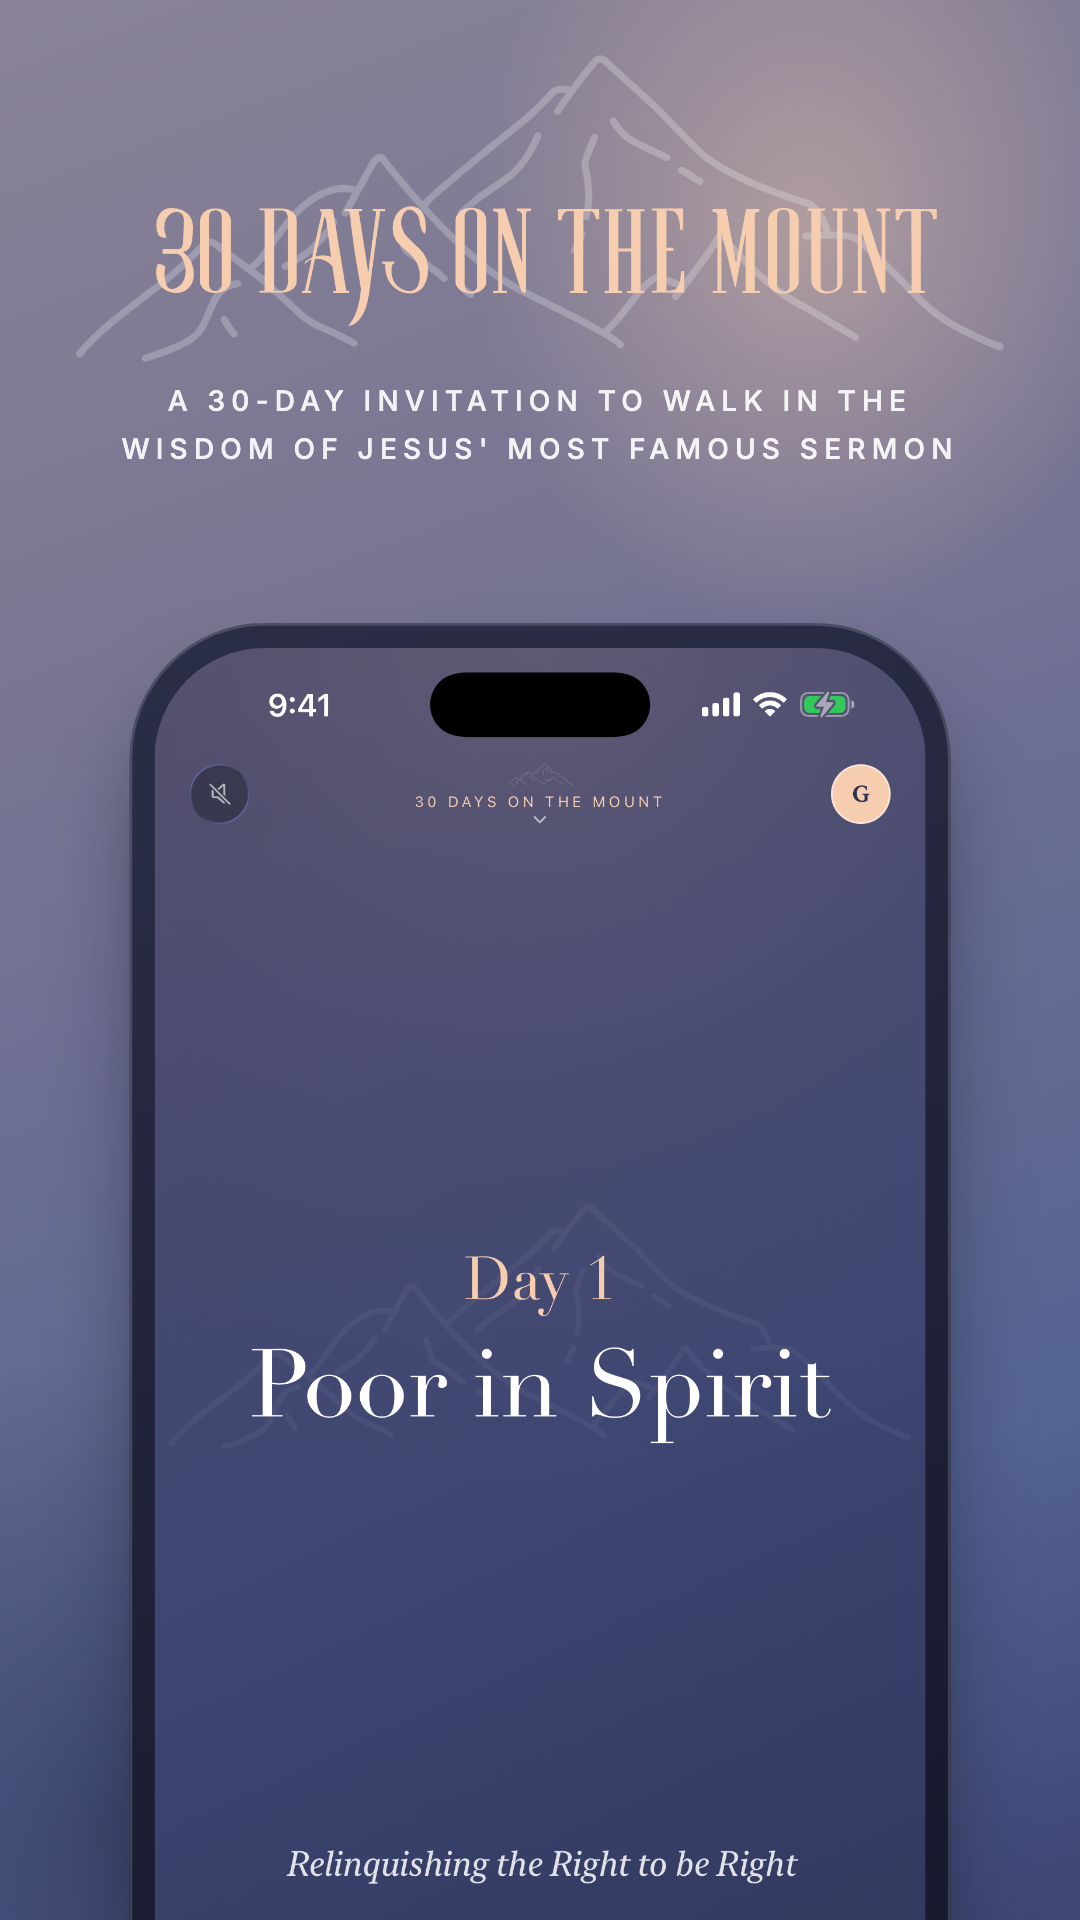 30 DAYS ON THE MOUNT
A 30-DAY INVITATION TO WALK IN THE
WISDOM OF JESUS' MOST FAMOUS SERMON
9:41
30 DAYS ON THE MOUNT
G
Day 1
Poor in Spirit
Relinquishing the Right to be Right